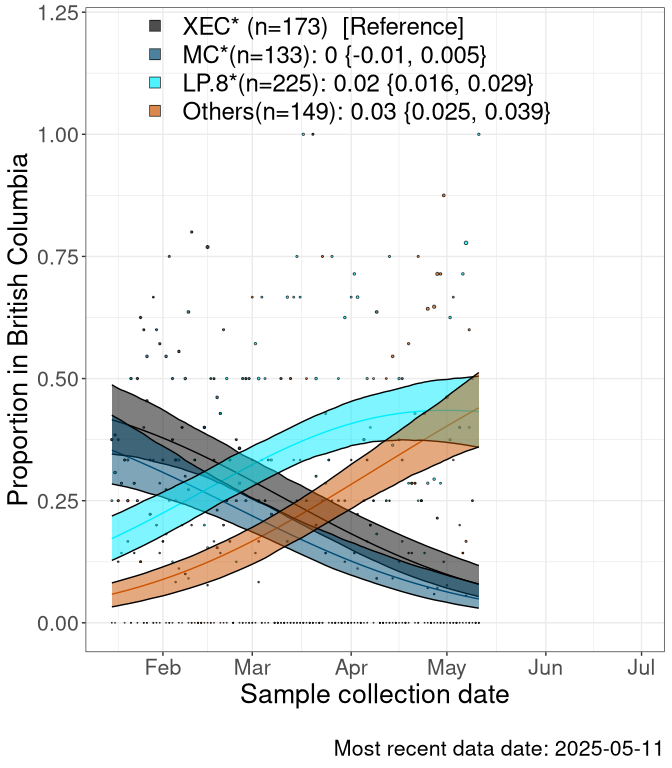 1.25
XEC* (n=173)  [Reference]
MC*(n=133): 0 {-0.01, 0.005}
LP.8*(n=225): 0.02 {0.016, 0.029}
Others(n=149): 0.03 {0.025, 0.039}
1.00
0.75
0.50
0.25
0.00
Proportion in British Columbia
Feb Mar Apr May Jun Jul
Sample collection date
Most recent data date: 2025-05-11